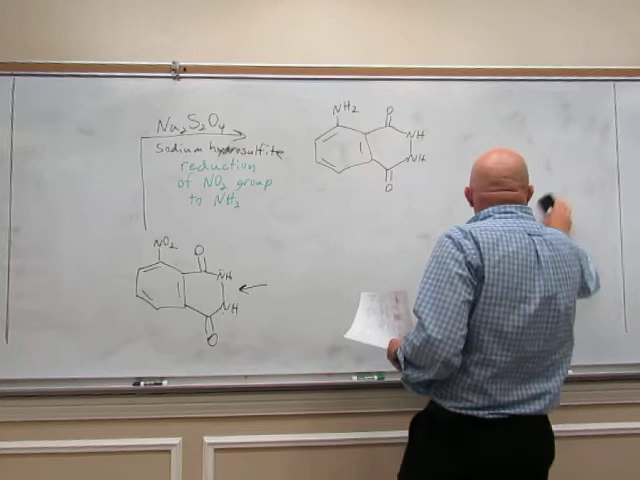 Na2S2O4
Sodium hydrosulfite
reduction
of NO2 group
to NH2
NH2
O
NH
NH
O
NO2
O
NH
NH
O